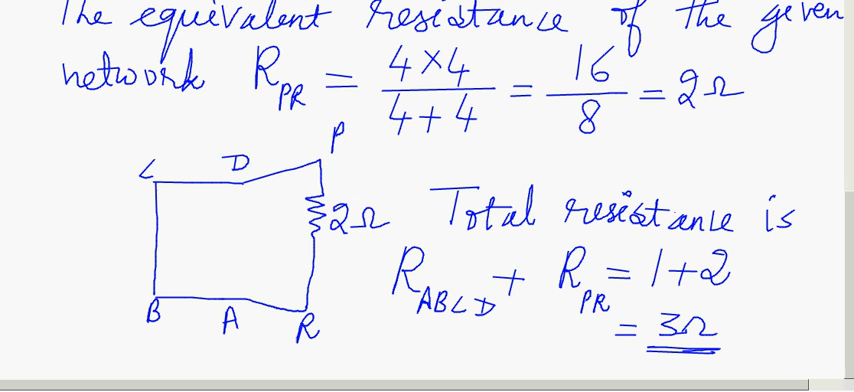 The equivalent resistance of the given
network R_PR = 4×4/4+4 = 16/8 = 2Ω
P
C D
2Ω Total resistance is
R_ABCD + R_PR = 1+2
B A R
= 3Ω